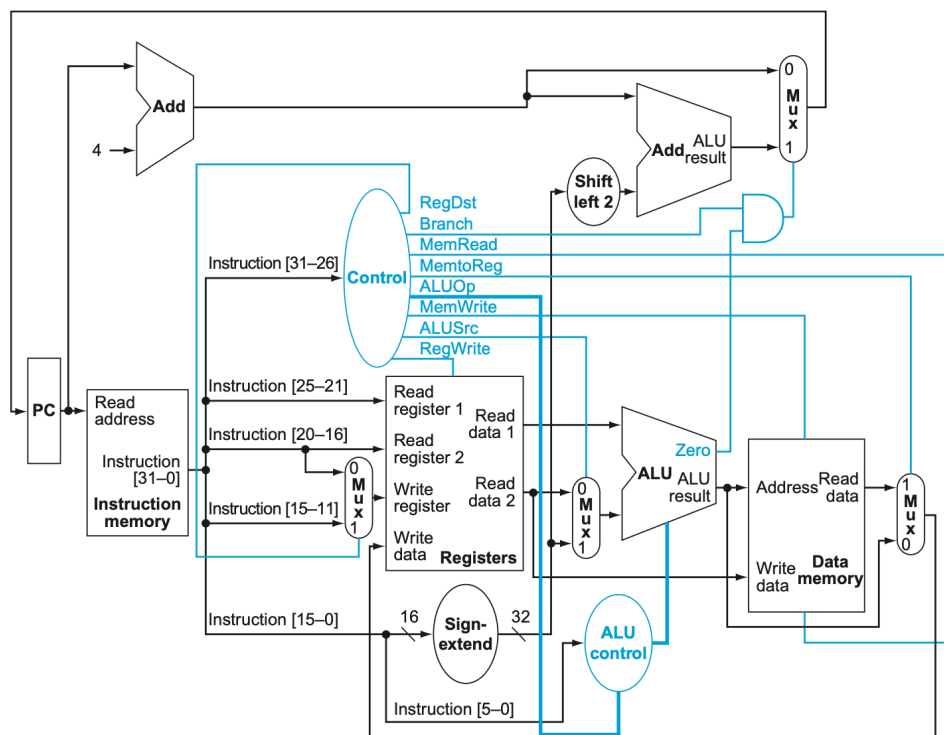 0
M
u
x
1
Add
ALU
Add result
4
Shift
left 2
RegDst
Branch
MemRead
MemtoReg
ALUOp
MemWrite
ALUSrc
RegWrite
Instruction [31–26]
Control
Instruction [25–21]
Instruction [20–16]
Instruction [15–11]
Instruction [15–0]
Instruction [5–0]
PC
Read
address
Instruction
[31–0]
Instruction
memory
0
M
u
x
1
Read
register 1
Read
register 2
Write
register
Write
data
Read
data 1
Read
data 2
Registers
16
Sign-
extend
32
0
M
u
x
1
Zero
ALU
ALU
result
ALU
control
Address
Read
data
Write
data
Data
memory
1
M
u
x
0